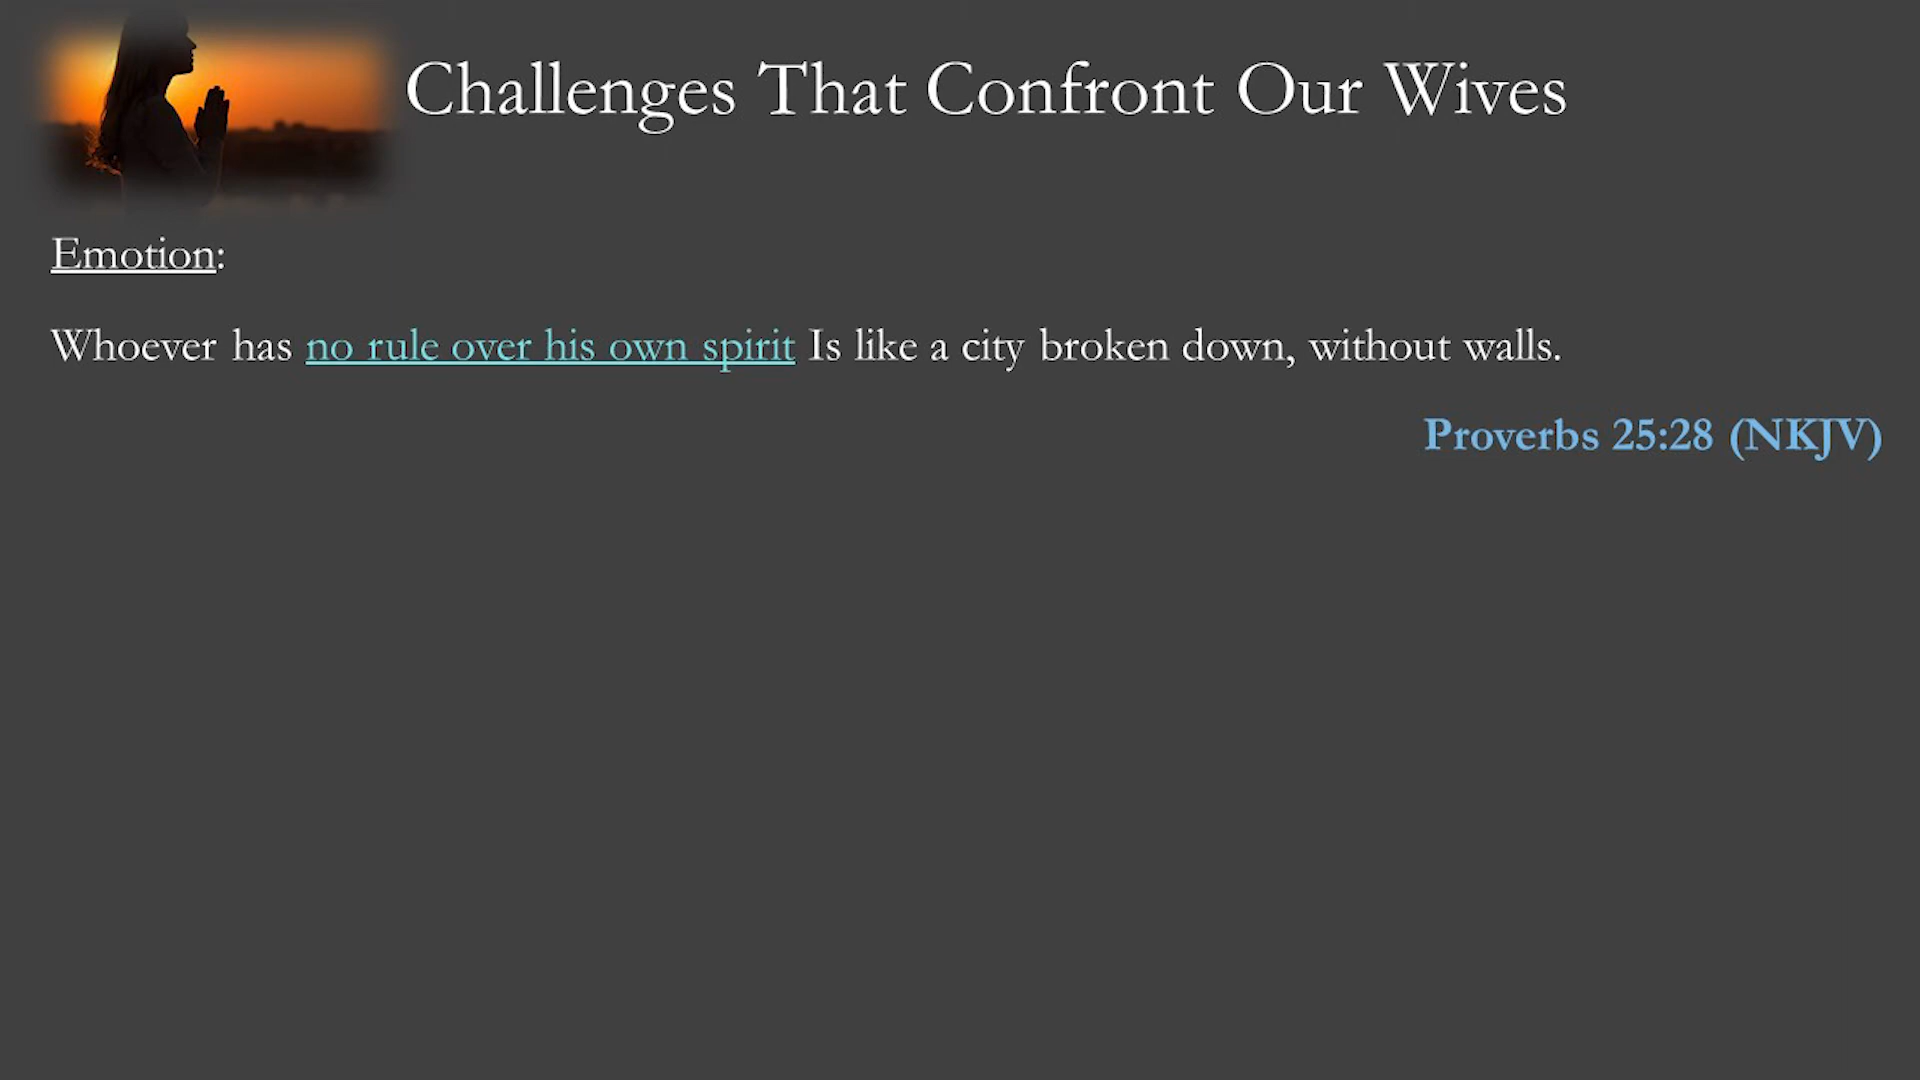 Challenges That Confront Our Wives
Emotion:
Whoever has no rule over his own spirit Is like a city broken down, without walls.
Proverbs 25:28 (NKJV)